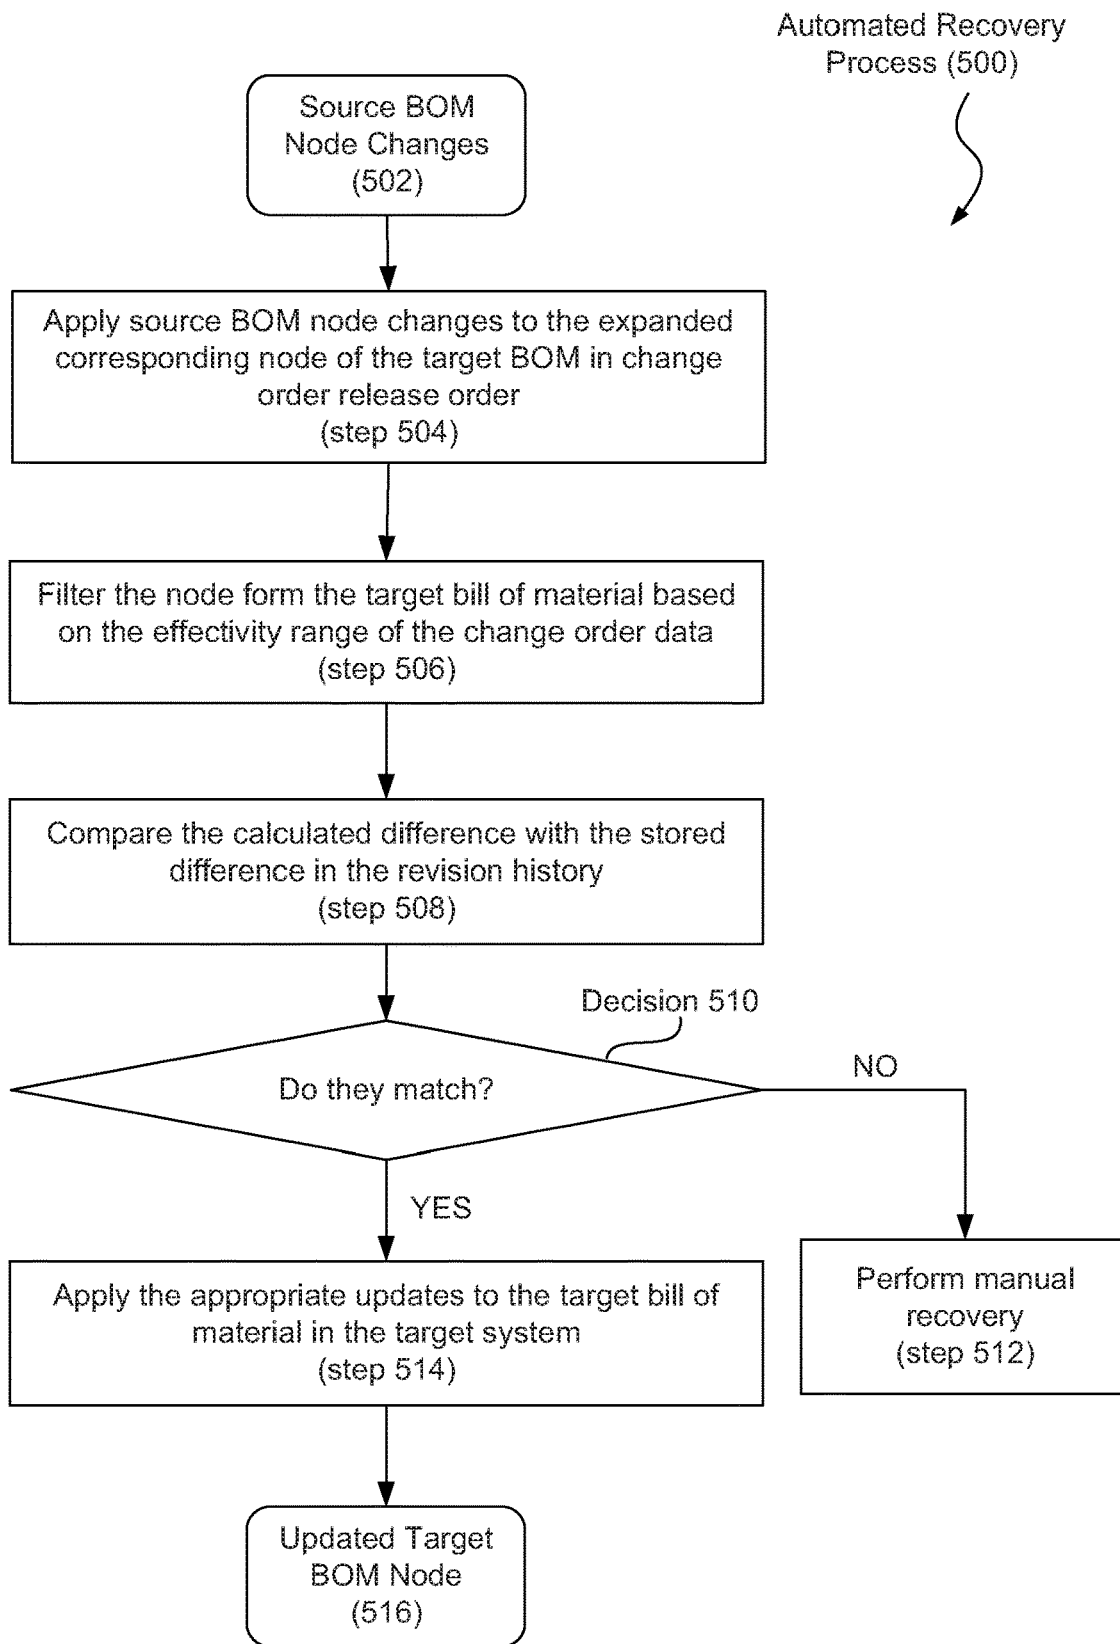 Automated Recovery
Process (500)
Source BOM
Node Changes
(502)
Apply source BOM node changes to the expanded
corresponding node of the target BOM in change
order release order
(step 504)
Filter the node form the target bill of material based
on the effectivity range of the change order data
(step 506)
Compare the calculated difference with the stored
difference in the revision history
(step 508)
Decision 510
Do they match?
NO
YES
Apply the appropriate updates to the target bill of
material in the target system
(step 514)
Perform manual
recovery
(step 512)
Updated Target
BOM Node
(516)